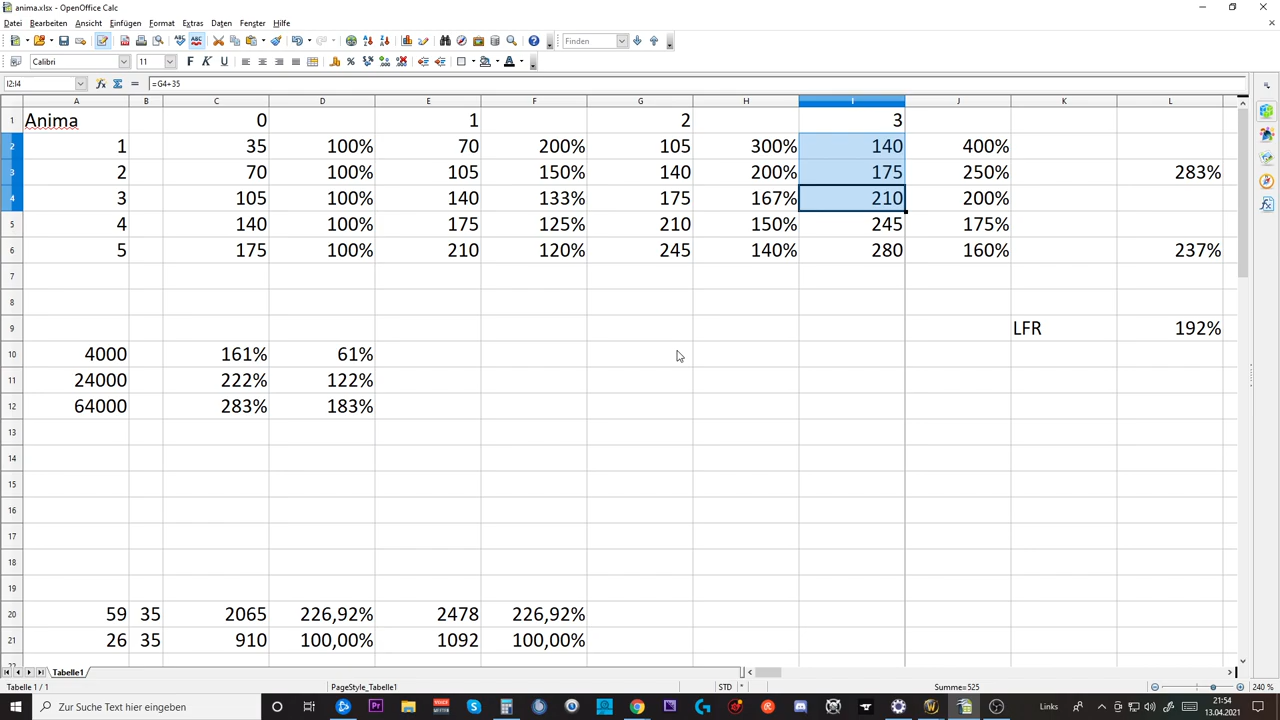 anima.xlsx - OpenOffice Calc
Datei Bearbeiten Ansicht Einfügen Format Extras Daten Fenster Hilfe
Finden
Calibri 11
I2:I4 =G4+35
A B C D E F G H I J K L
1 Anima 0 1 2 3
2 1 35 100% 70 200% 105 300% 140 400%
3 2 70 100% 105 150% 140 200% 175 250% 283%
4 3 105 100% 140 133% 175 167% 210 200%
5 4 140 100% 175 125% 210 150% 245 175%
6 5 175 100% 210 120% 245 140% 280 160% 237%
7
8
9 LFR 192%
10 4000 161% 61%
11 24000 222% 122%
12 64000 283% 183%
13
14
15
16
17
18
19
20 59 35 2065 226,92% 2478 226,92%
21 26 35 910 100,00% 1092 100,00%
22
Tabelle1
Tabelle 1 / 1 PageStyle_Tabelle1 STD * Summe=525 240 %
Zur Suche Text hier eingeben
Links
21:54
13.04.2021